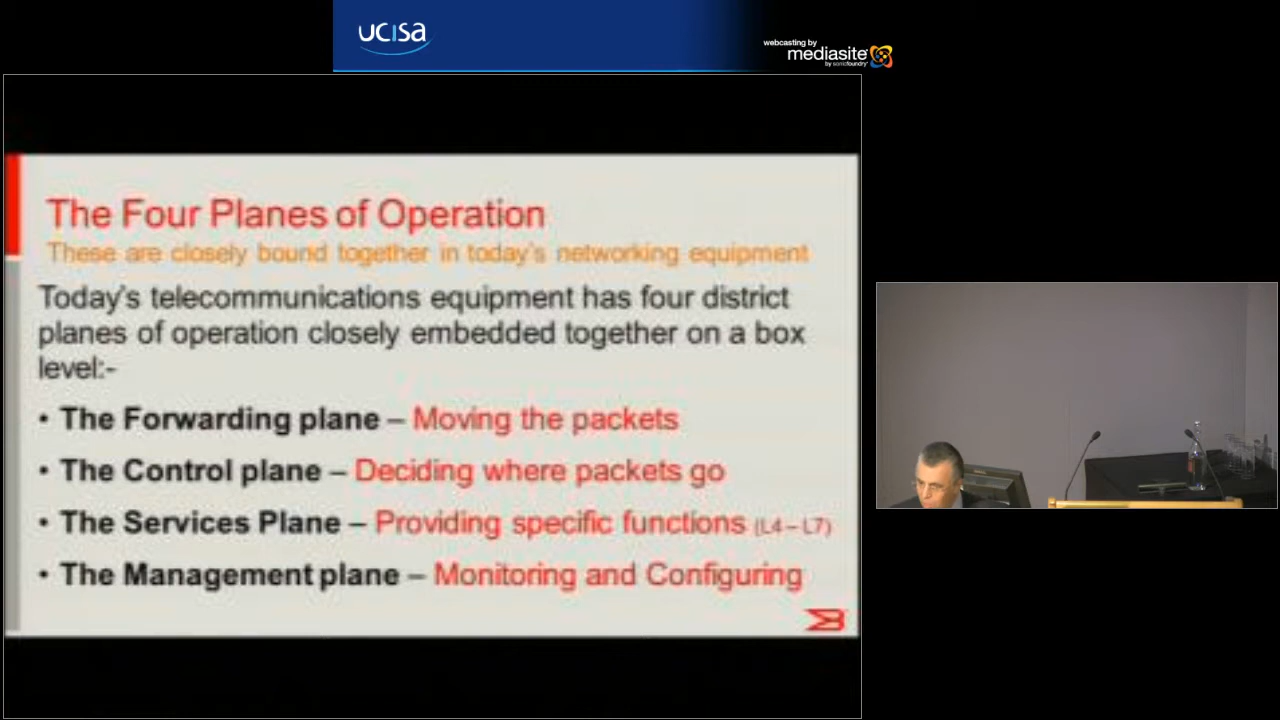 ucisa
webcasting by
mediasite
by sonicfoundry
The Four Planes of Operation
These are closely bound together in today's networking equipment
Today's telecommunications equipment has four district
planes of operation closely embedded together on a box
level:-
• The Forwarding plane – Moving the packets
• The Control plane – Deciding where packets go
• The Services Plane – Providing specific functions (L4 – L7)
• The Management plane – Monitoring and Configuring